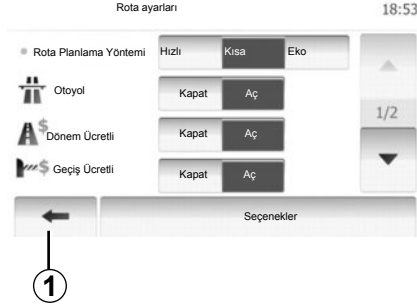 Rota ayarları 18:53
Rota Planlama Yöntemi Hızlı Kısa Eko
Otoyol Kapat Aç
1/2
$ Dönem Ücretli Kapat Aç
$ Geçiş Ücretli Kapat Aç
Seçenekler
1